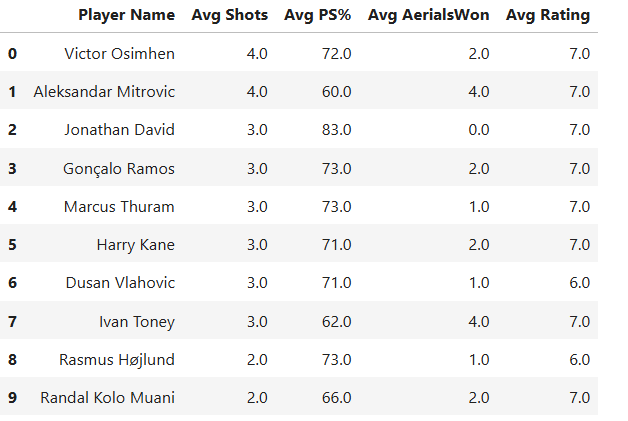 Player Name Avg Shots Avg PS% Avg AerialsWon Avg Rating
0 Victor Osimhen 4.0 72.0 2.0 7.0
1 Aleksandar Mitrovic 4.0 60.0 4.0 7.0
2 Jonathan David 3.0 83.0 0.0 7.0
3 Gonçalo Ramos 3.0 73.0 2.0 7.0
4 Marcus Thuram 3.0 73.0 1.0 7.0
5 Harry Kane 3.0 71.0 2.0 7.0
6 Dusan Vlahovic 3.0 71.0 1.0 6.0
7 Ivan Toney 3.0 62.0 4.0 7.0
8 Rasmus Højlund 2.0 73.0 1.0 6.0
9 Randal Kolo Muani 2.0 66.0 2.0 7.0